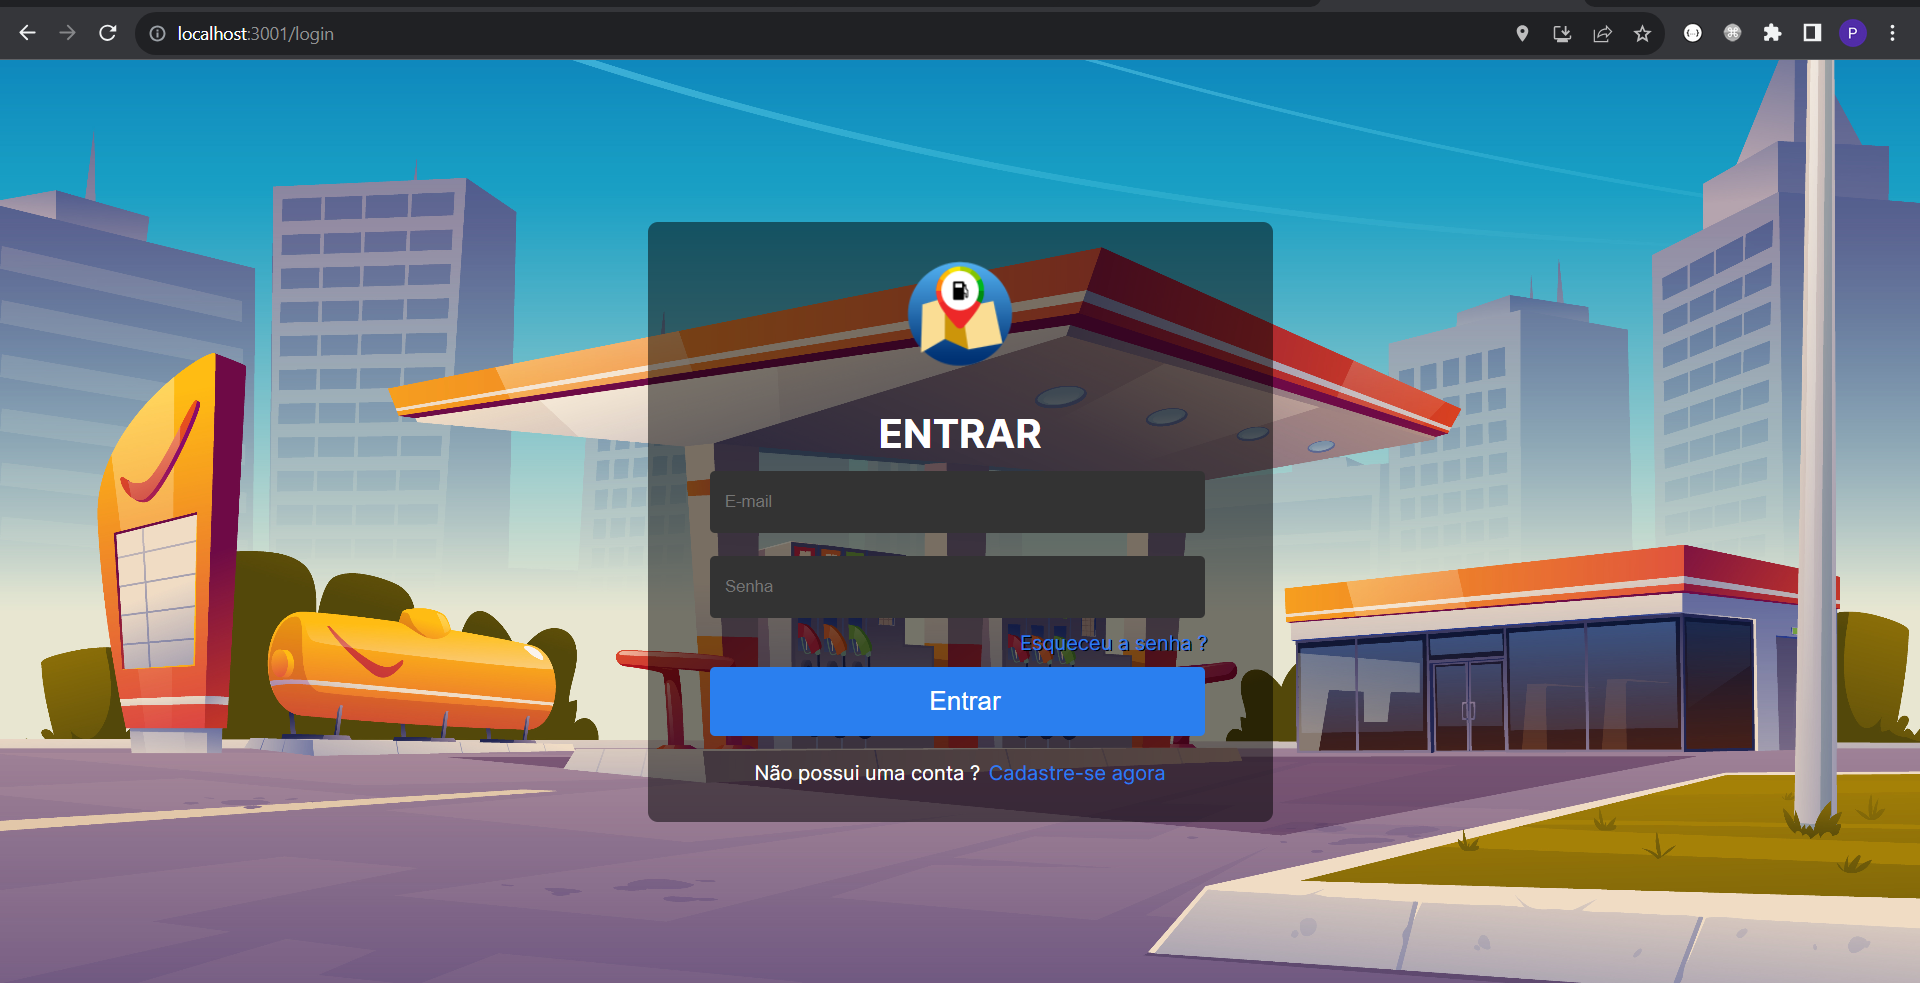 localhost:3001/login
P
ENTRAR
E-mail
Senha
Esqueceu a senha ?
Entrar
Não possui uma conta ? Cadastre-se agora